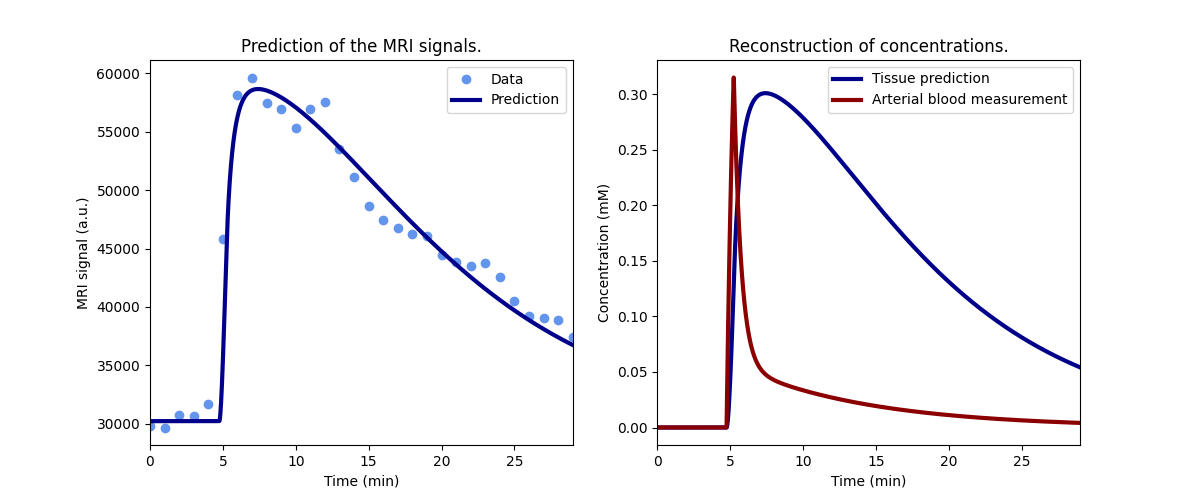 Prediction of the MRI signals.
60000
55000
50000
45000
40000
35000
30000
MRI signal (a.u.)
0
5
10
15
20
25
Time (min)
Data
Prediction
Reconstruction of concentrations.
0.30
0.25
0.20
0.15
0.10
0.05
0.00
Concentration (mM)
0
5
10
15
20
25
Time (min)
Tissue prediction
Arterial blood measurement